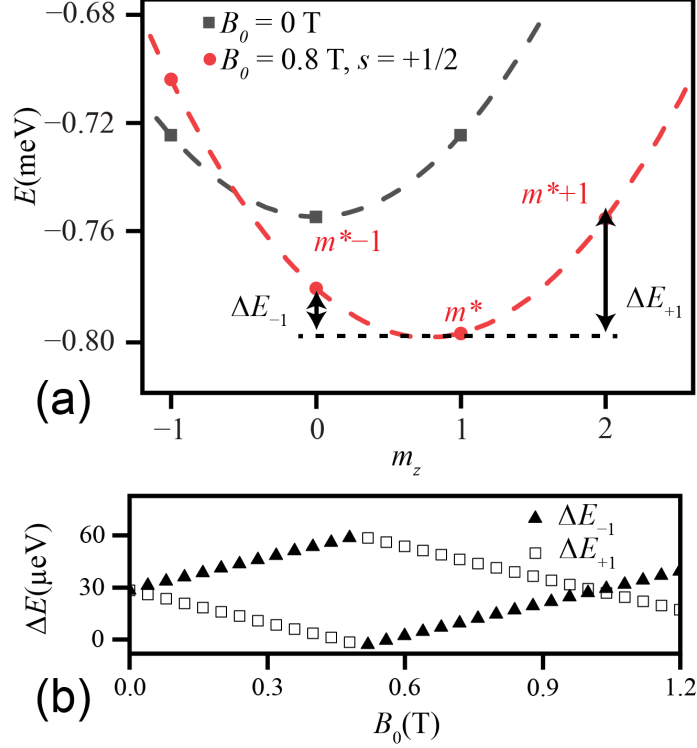 B₀ = 0 T
B₀ = 0.8 T, s = +1/2
E(meV)
−0.68
−0.72
−0.76
−0.80
m*−1
m*
m*+1
ΔE₋₁
ΔE₊₁
(a)
−1 0 1 2
m_z
ΔE(μeV)
60
30
0
ΔE₋₁
ΔE₊₁
(b)
0.0 0.3 0.6 0.9 1.2
B₀(T)